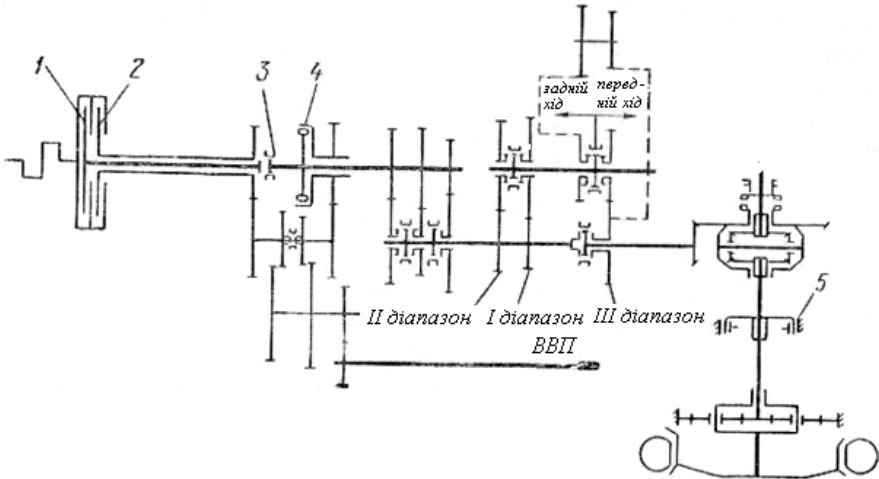 1
2
3
4
задній
хід
перед-
ній хід
5
II діапазон
I діапазон
III діапазон
ВВП